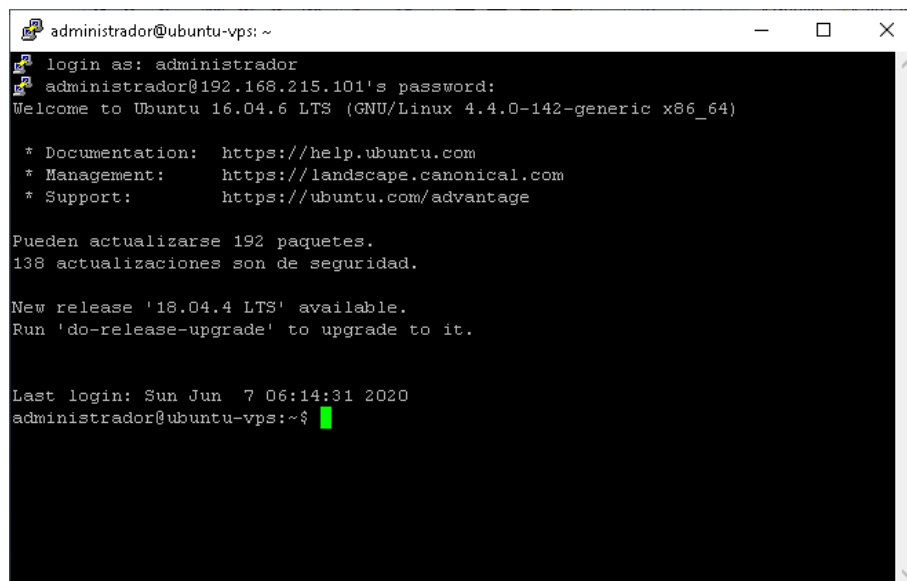 administrador@ubuntu-vps: ~
login as: administrador
administrador@192.168.215.101's password:
Welcome to Ubuntu 16.04.6 LTS (GNU/Linux 4.4.0-142-generic x86_64)
* Documentation:  https://help.ubuntu.com
* Management:     https://landscape.canonical.com
* Support:        https://ubuntu.com/advantage
Pueden actualizarse 192 paquetes.
138 actualizaciones son de seguridad.
New release '18.04.4 LTS' available.
Run 'do-release-upgrade' to upgrade to it.
Last login: Sun Jun  7 06:14:31 2020
administrador@ubuntu-vps:~$